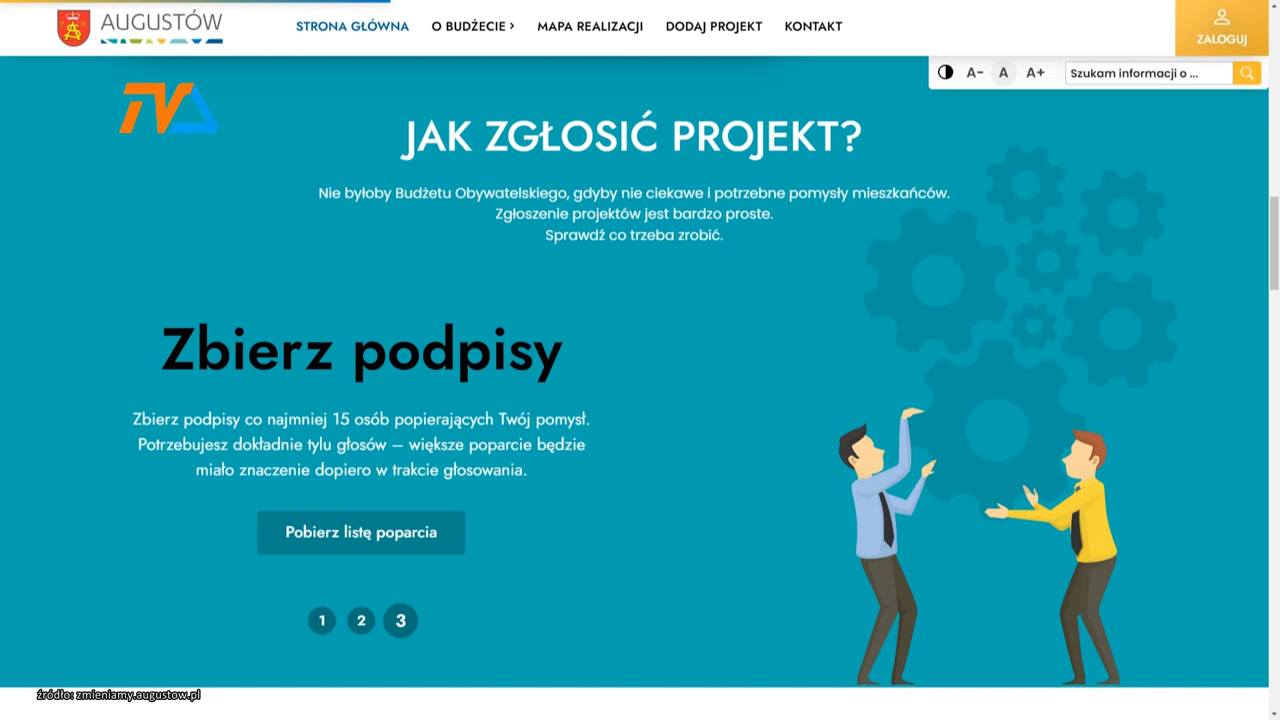 AUGUSTÓW
STRONA GŁÓWNA O BUDŻECIE MAPA REALIZACJI DODAJ PROJEKT KONTAKT
ZALOGUJ
A- A A+ Szukam informacji o ...
TVA
JAK ZGŁOSIĆ PROJEKT?
Nie byłoby Budżetu Obywatelskiego, gdyby nie ciekawe i potrzebne pomysły mieszkańców.
Zgłoszenie projektów jest bardzo proste.
Sprawdź co trzeba zrobić.
Zbierz podpisy
Zbierz podpisy co najmniej 15 osób popierających Twój pomysł.
Potrzebujesz dokładnie tylu głosów – większe poparcie będzie
miało znaczenie dopiero w trakcie głosowania.
Pobierz listę poparcia
1 2 3
źródło: zmieniamy.augustow.pl